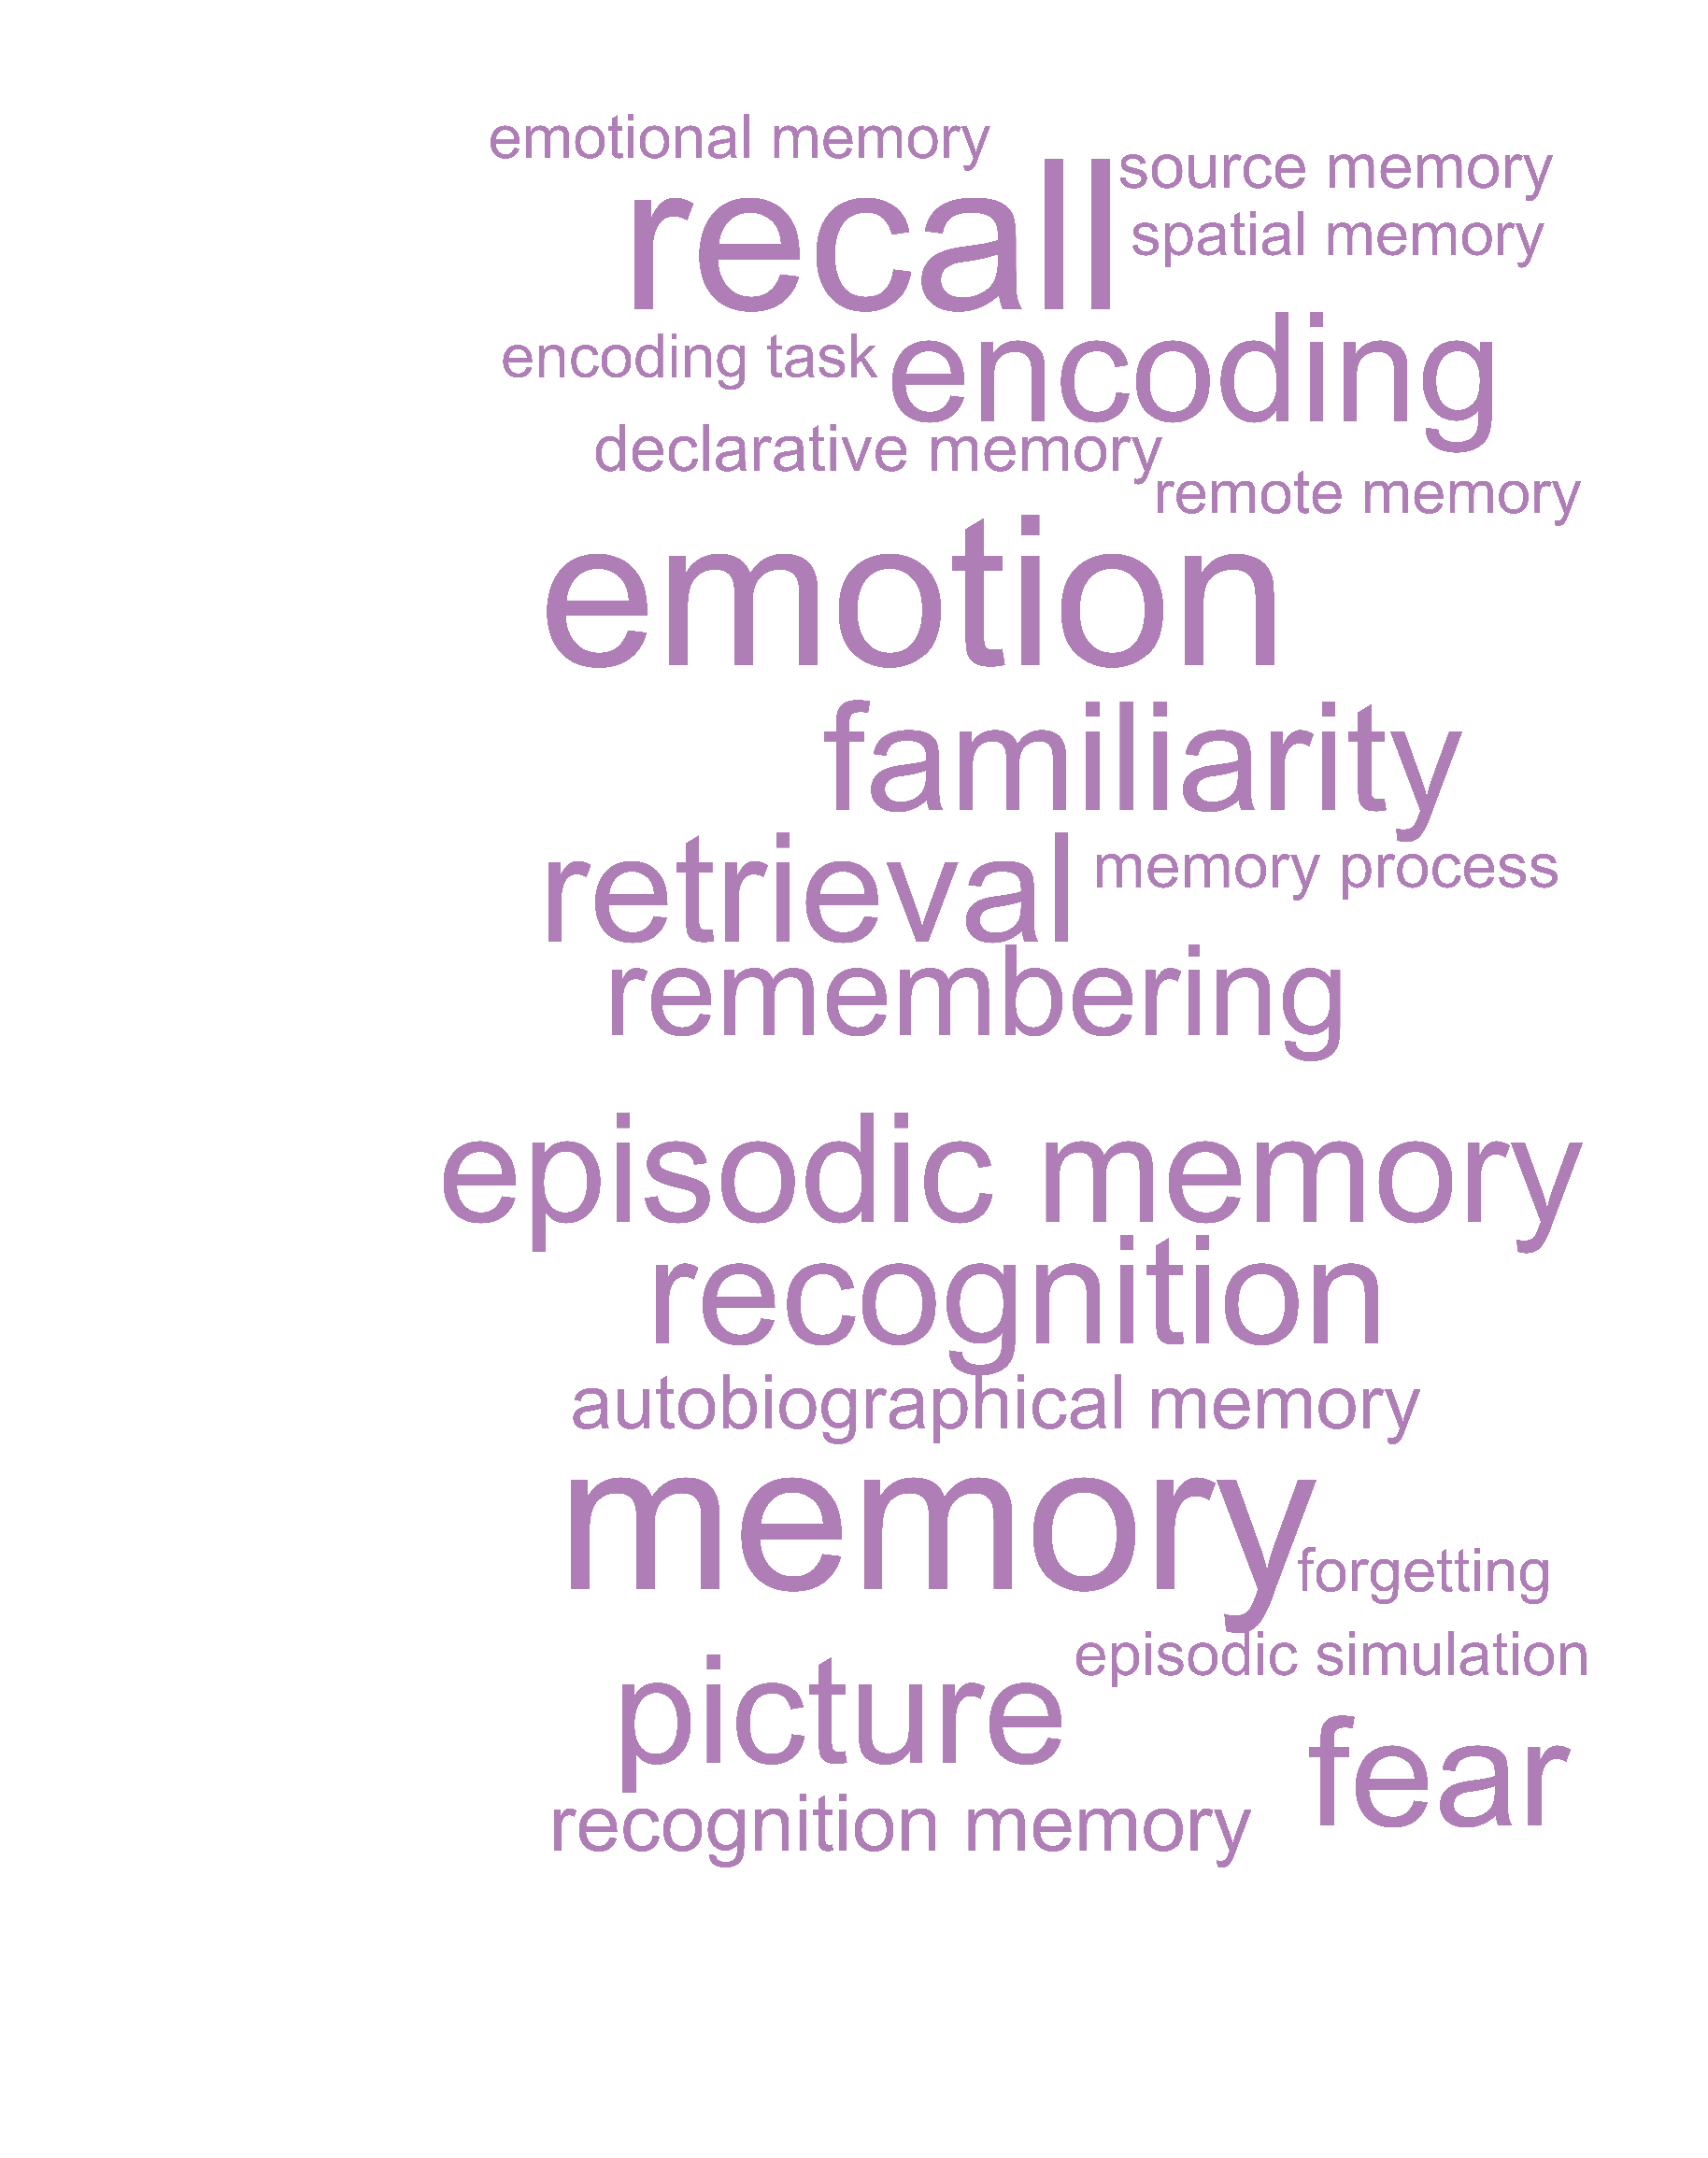 emotional memory
source memory
recall
spatial memory
encoding task
encoding
declarative memory
remote memory
emotion
familiarity
retrieval
memory process
remembering
episodic memory
recognition
autobiographical memory
memory
forgetting
episodic simulation
picture
fear
recognition memory